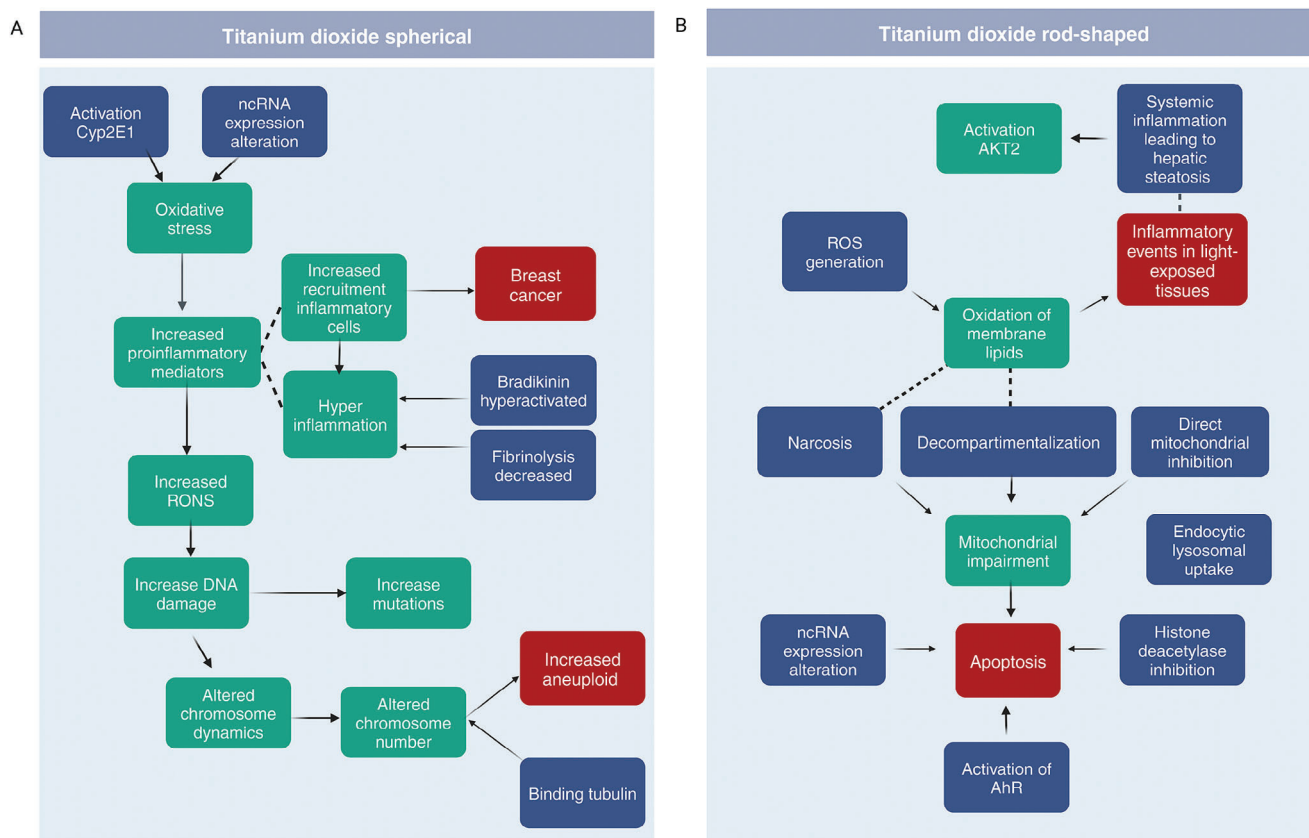 A
Titanium dioxide spherical
Activation
Cyp2E1
ncRNA
expression
alteration
Oxidative
stress
Increased
proinflammatory
mediators
Increased
recruitment
inflammatory
cells
Breast
cancer
Hyper
inflammation
Bradikinin
hyperactivated
Fibrinolysis
decreased
Increased
RONS
Increase DNA
damage
Increase
mutations
Altered
chromosome
dynamics
Altered
chromosome
number
Increased
aneuploid
Binding tubulin
B
Titanium dioxide rod-shaped
Activation
AKT2
Systemic
inflammation
leading to
hepatic
steatosis
ROS
generation
Inflammatory
events in light-
exposed
tissues
Oxidation of
membrane
lipids
Narcosis
Decompartimentalization
Direct
mitochondrial
inhibition
Mitochondrial
impairment
Endocytic
lysosomal
uptake
ncRNA
expression
alteration
Apoptosis
Histone
deacetylase
inhibition
Activation of
AhR